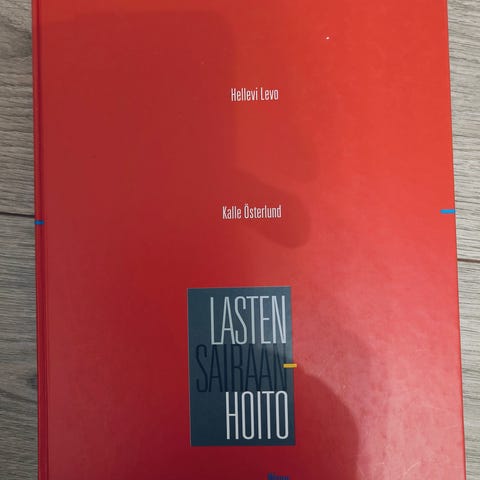 Hellevi Levo
Kalle Österlund
LASTEN
SAIRAAN-
HOITO